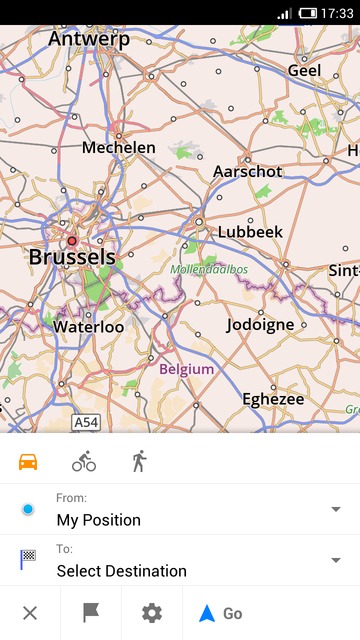 17:33
Antwerp
Geel
Mechelen
H
Aarschot
Lubbeek
Brussels
Mollendaalbos
Sint-
Waterloo
Jodoigne
Belgium
Eghezee
Gr
s
A54
From:
My Position
To:
Select Destination
Go